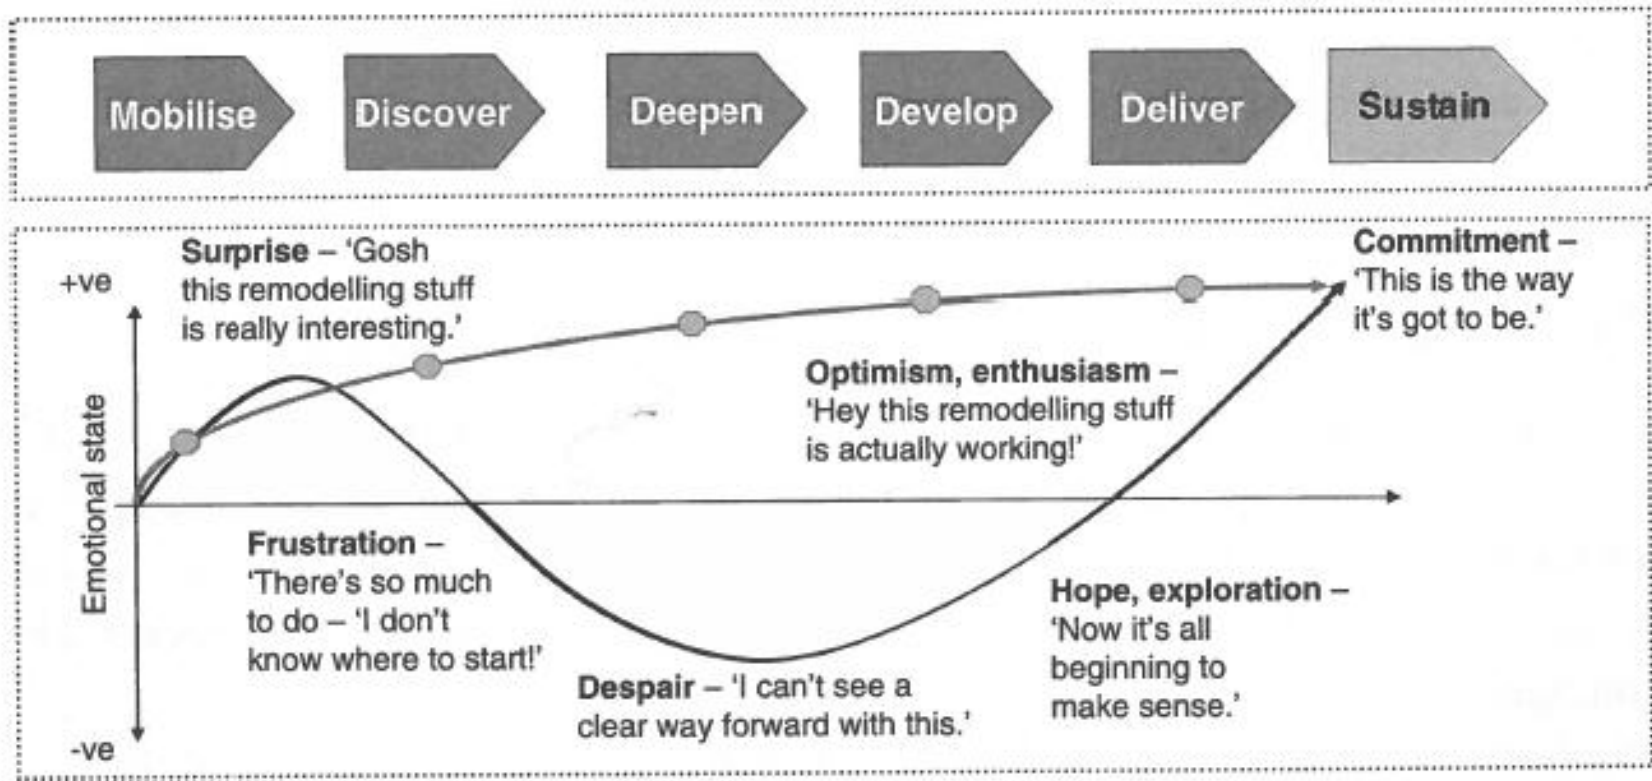 Mobilise
Discover
Deepen
Develop
Deliver
Sustain
Surprise – ‘Gosh
this remodelling stuff
is really interesting.’
Commitment –
‘This is the way
it's got to be.’
+ve
Emotional state
-ve
Optimism, enthusiasm –
‘Hey this remodelling stuff
is actually working!’
Frustration –
‘There's so much
to do – ‘I don't
know where to start!’
Despair – ‘I can't see a
clear way forward with this.’
Hope, exploration –
‘Now it's all
beginning to
make sense.’